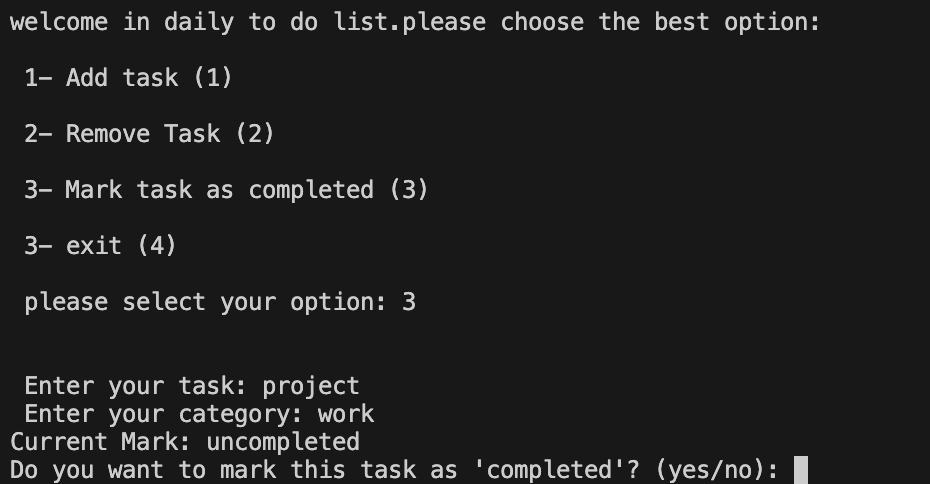 welcome in daily to do list.please choose the best option:
1- Add task (1)
2- Remove Task (2)
3- Mark task as completed (3)
3- exit (4)
please select your option: 3
Enter your task: project
Enter your category: work
Current Mark: uncompleted
Do you want to mark this task as 'completed'? (yes/no):